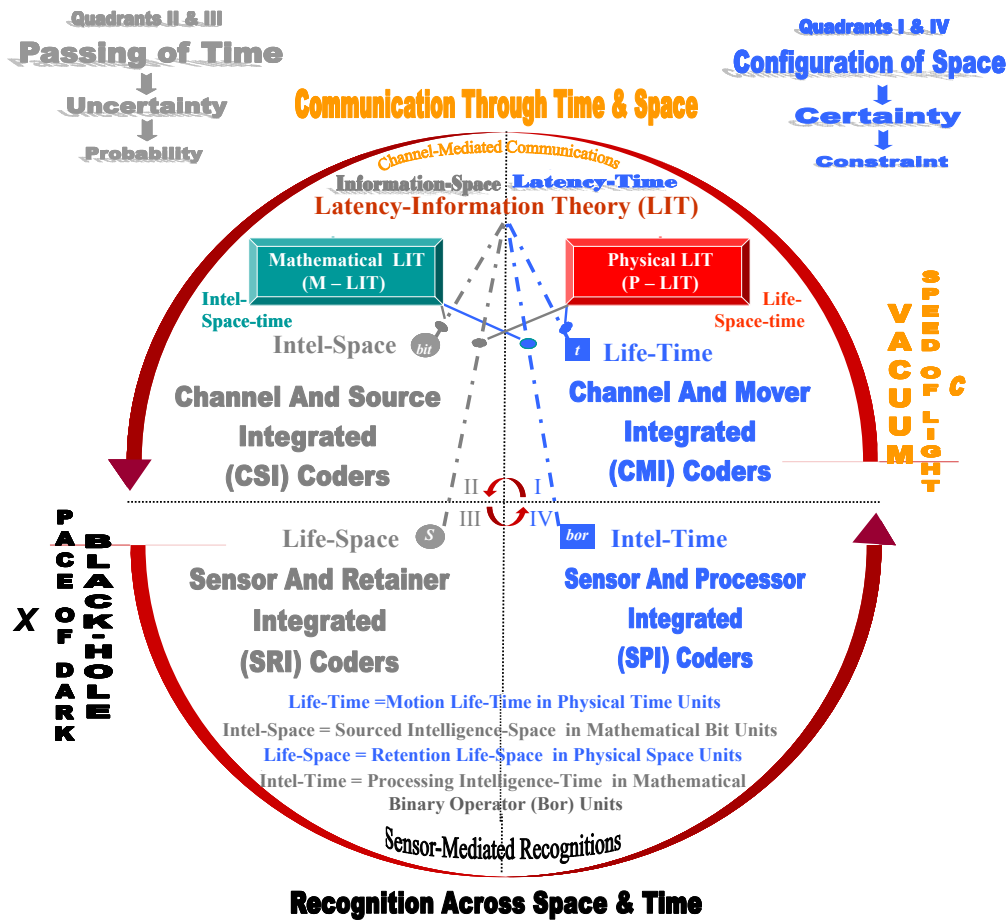 Quadrants II & III
Passing of Time
Uncertainty
Probability
Quadrants I & IV
Configuration of Space
Certainty
Constraint
Communication Through Time & Space
Channel-Mediated Communications
Information-Space
Latency-Time
Latency-Information Theory (LIT)
Mathematical LIT
(M – LIT)
Physical LIT
(P – LIT)
Intel-
Space-time
Life-
Space-time
Intel-Space
bit
t
Life-Time
Channel And Source
Integrated
(CSI) Coders
Channel And Mover
Integrated
(CMI) Coders
VACUUM
SPEED OF LIGHT
C
II
I
III
IV
X
PACE OF DARK
BLACK-HOLE
Life-Space
S
bor
Intel-Time
Sensor And Retainer
Integrated
(SRI) Coders
Sensor And Processor
Integrated
(SPI) Coders
Life-Time =Motion Life-Time in Physical Time Units
Intel-Space = Sourced Intelligence-Space in Mathematical Bit Units
Life-Space = Retention Life-Space in Physical Space Units
Intel-Time = Processing Intelligence-Time in Mathematical
Binary Operator (Bor) Units
Sensor-Mediated Recognitions
Recognition Across Space & Time